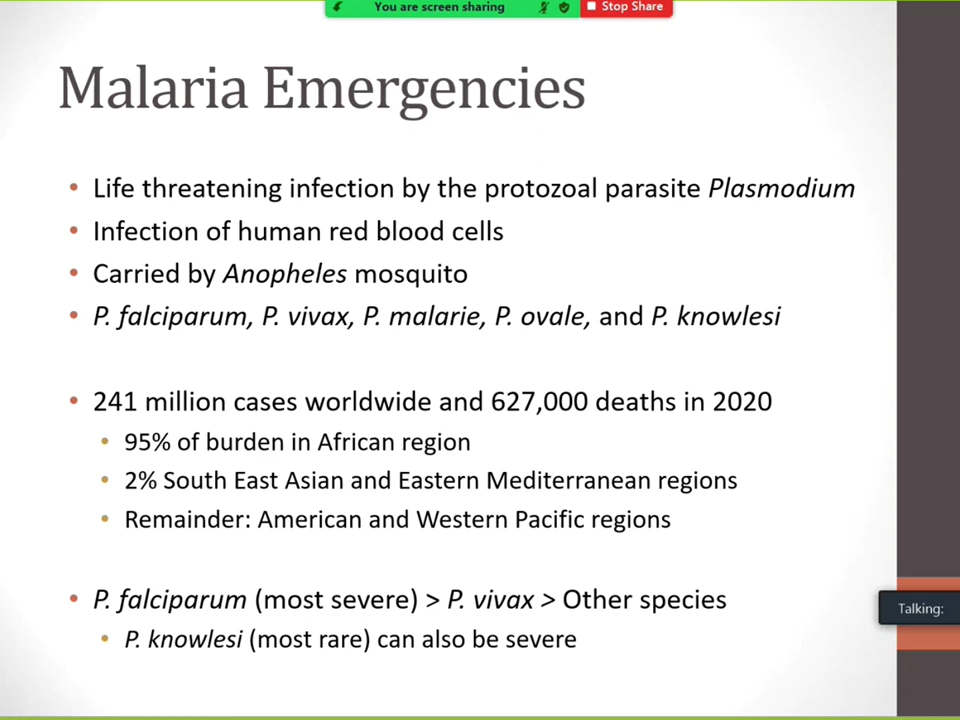 You are screen sharing
Stop Share
Malaria Emergencies
• Life threatening infection by the protozoal parasite Plasmodium
• Infection of human red blood cells
• Carried by Anopheles mosquito
• P. falciparum, P. vivax, P. malarie, P. ovale, and P. knowlesi
• 241 million cases worldwide and 627,000 deaths in 2020
• 95% of burden in African region
• 2% South East Asian and Eastern Mediterranean regions
• Remainder: American and Western Pacific regions
• P. falciparum (most severe) > P. vivax > Other species
Talking:
• P. knowlesi (most rare) can also be severe